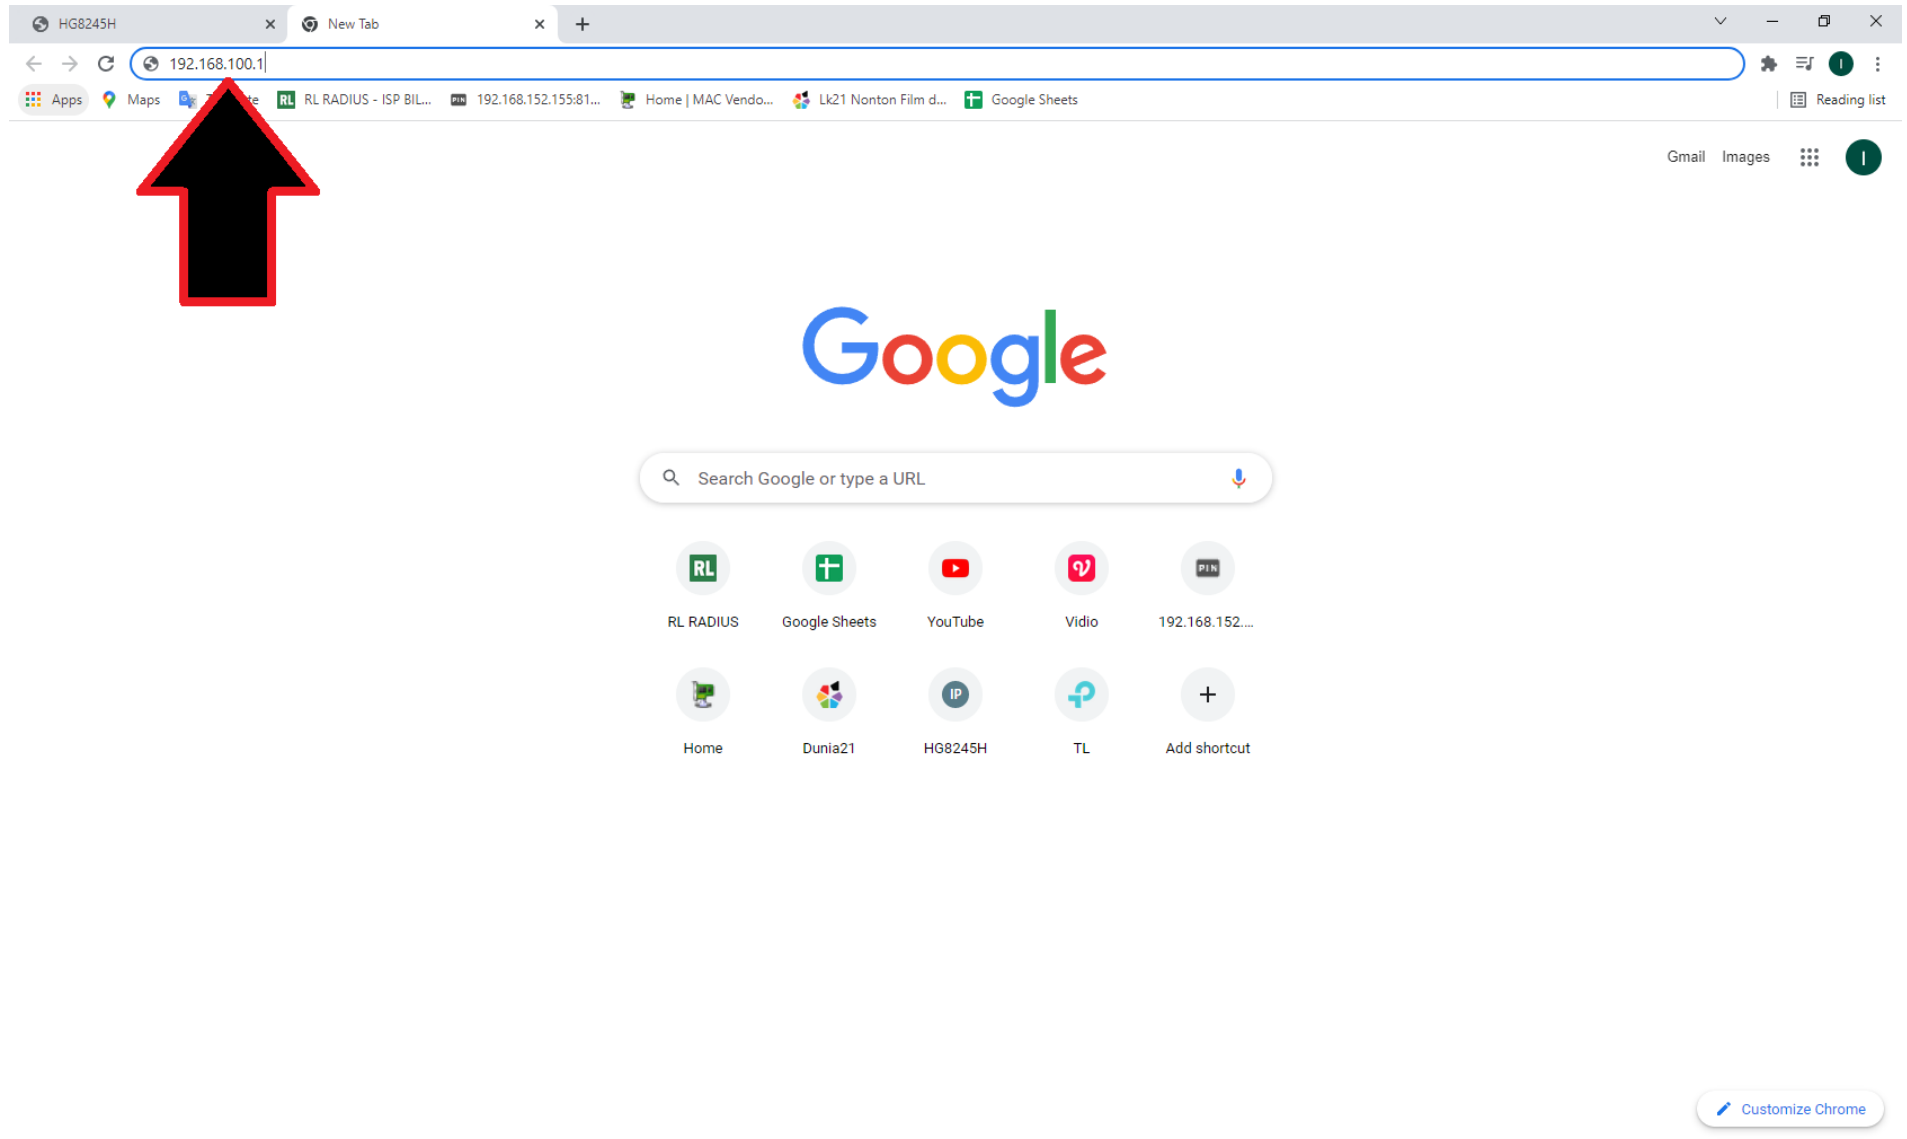 HG8245H
New Tab
192.168.100.1
Apps
Maps
RL RL RADIUS - ISP BIL...
PIN 192.168.152.155:81...
Home | MAC Vendo...
Lk21 Nonton Film d...
Google Sheets
Reading list
Gmail
Images
I
Google
Search Google or type a URL
RL
PIN
RL RADIUS
Google Sheets
YouTube
Vidio
192.168.152....
IP
Home
Dunia21
HG8245H
TL
Add shortcut
Customize Chrome